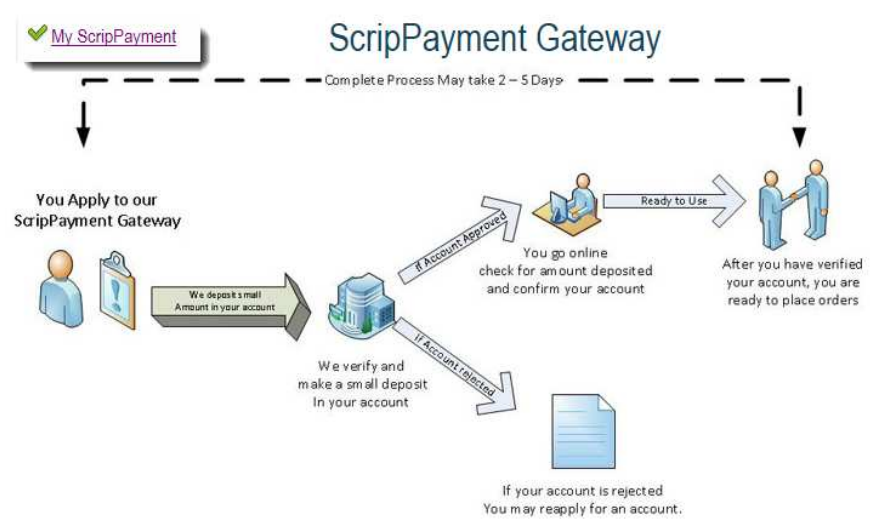 My ScripPayment
ScripPayment Gateway
Complete Process May take 2 – 5 Days
You Apply to our
ScripPayment Gateway
We deposit small
Amount in your account
We verify and
make a small deposit
In your account
if Account Approved
You go online
check for amount deposited
and confirm your account
Ready to Use
After you have verified
your account, you are
ready to place orders
if Account rejected
If your account is rejected
You may reapply for an account.